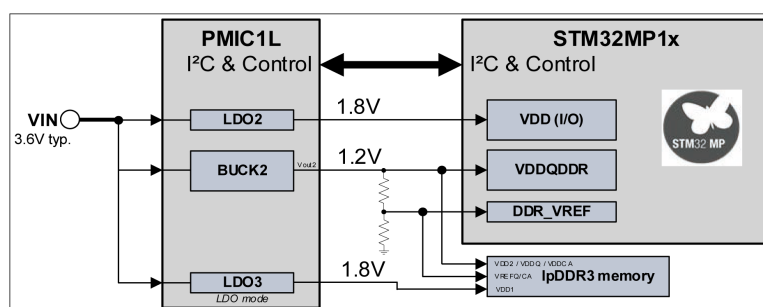 PMIC1L
I²C & Control
STM32MP1x
I²C & Control
VIN
3.6V typ.
LDO2
1.8V
VDD (I/O)
STM32 MP
BUCK2
Vout2
1.2V
VDDQDDR
DDR_VREF
LDO3
LDO mode
1.8V
VDD2 / VDDQ / VDDCA
VREFQ/CA
VDD1
lpDDR3 memory